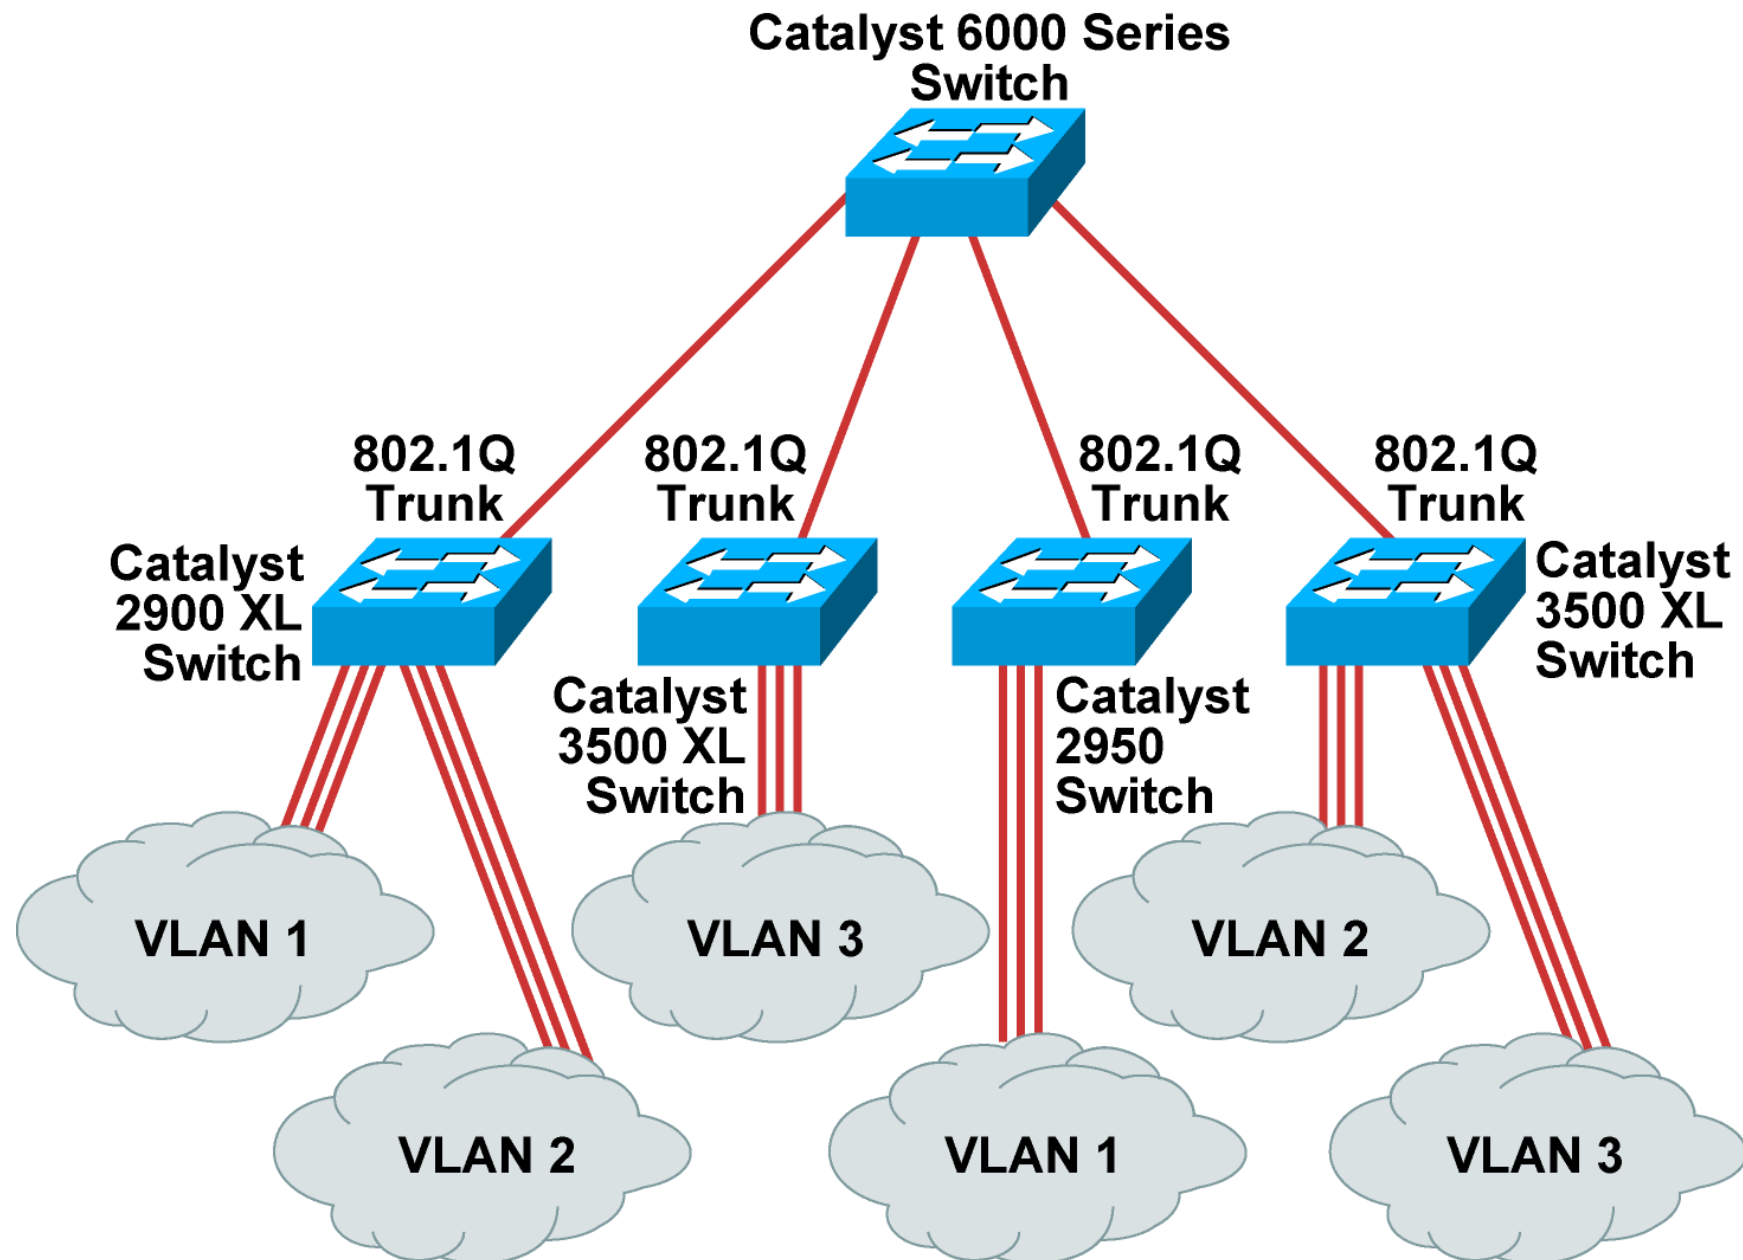 Catalyst 6000 Series
Switch
802.1Q
Trunk
802.1Q
Trunk
802.1Q
Trunk
802.1Q
Trunk
Catalyst
2900 XL
Switch
Catalyst
3500 XL
Switch
Catalyst
2950
Switch
Catalyst
3500 XL
Switch
VLAN 1
VLAN 3
VLAN 2
VLAN 2
VLAN 1
VLAN 3